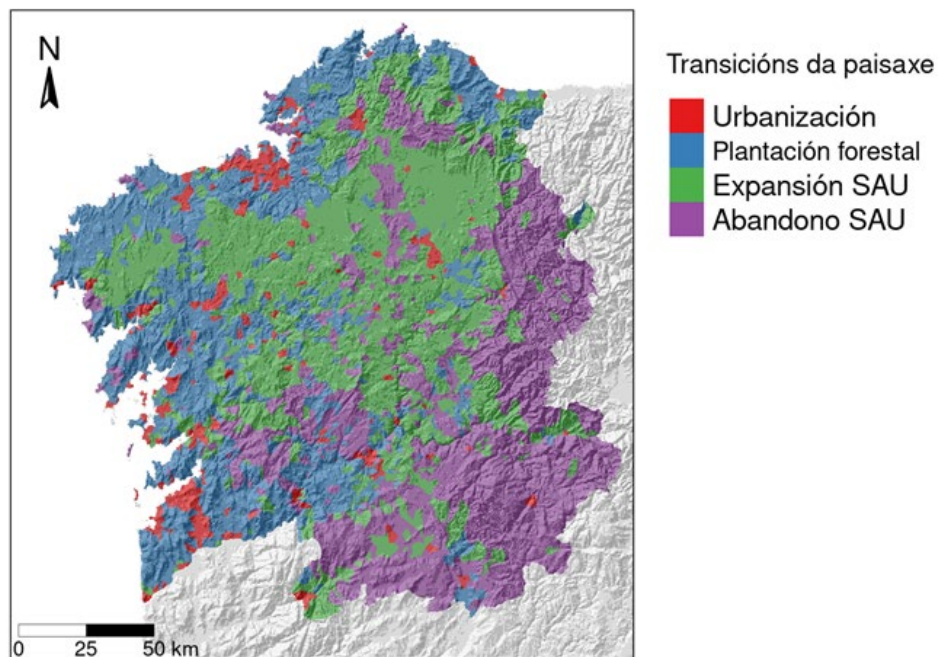 N
Transicións da paisaxe
Urbanización
Plantación forestal
Expansión SAU
Abandono SAU
0 25 50 km